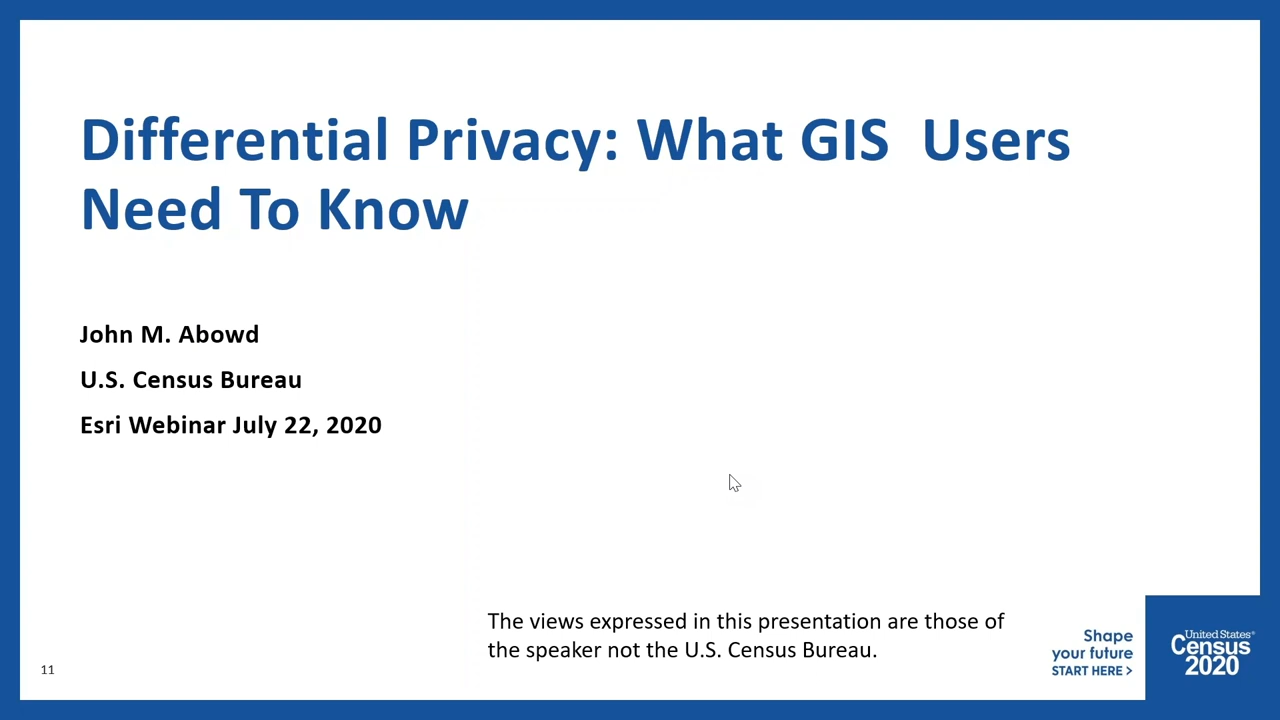 Differential Privacy: What GIS  Users
Need To Know
John M. Abowd
U.S. Census Bureau
Esri Webinar July 22, 2020
The views expressed in this presentation are those of
the speaker not the U.S. Census Bureau.
11
Shape
your future
START HERE >
United States®
Census
2020